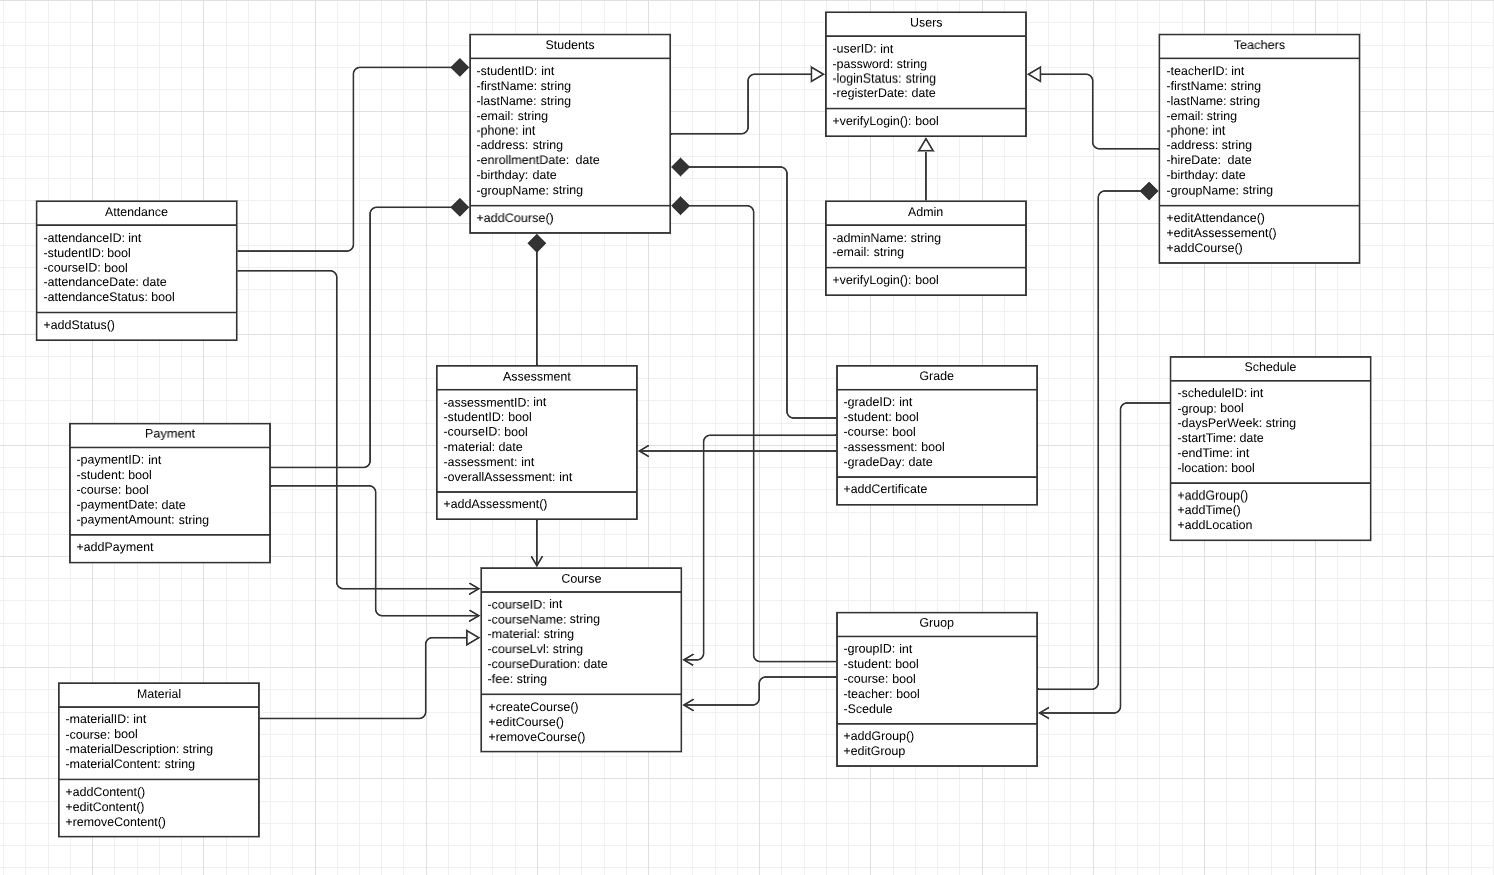 Users
-userID: int
-password: string
-loginStatus: string
-registerDate: date
+verifyLogin(): bool
Students
-studentID: int
-firstName: string
-lastName: string
-email: string
-phone: int
-address: string
-enrollmentDate: date
-birthday: date
-groupName: string
+addCourse()
Teachers
-teacherID: int
-firstName: string
-lastName: string
-email: string
-phone: int
-address: string
-hireDate: date
-birthday: date
-groupName: string
+editAttendance()
+editAssessement()
+addCourse()
Attendance
-attendanceID: int
-studentID: bool
-courseID: bool
-attendanceDate: date
-attendanceStatus: bool
+addStatus()
Admin
-adminName: string
-email: string
+verifyLogin(): bool
Assessment
-assessmentID: int
-studentID: bool
-courseID: bool
-material: date
-assessment: int
-overallAssessment: int
+addAssessment()
Grade
-gradeID: int
-student: bool
-course: bool
-assessment: bool
-gradeDay: date
+addCertificate
Schedule
-scheduleID: int
-group: bool
-daysPerWeek: string
-startTime: date
-endTime: int
-location: bool
+addGroup()
+addTime()
+addLocation
Payment
-paymentID: int
-student: bool
-course: bool
-paymentDate: date
-paymentAmount: string
+addPayment
Course
-courseID: int
-courseName: string
-material: string
-courseLvl: string
-courseDuration: date
-feee: string
+createCourse()
+editCourse()
+removeCourse()
Gruop
-groupID: int
-student: bool
-course: bool
-teacher: bool
-Scedule
+addGroup()
+editGroup
Material
-materialID: int
-course: bool
-materialDescription: string
-materialContent: string
+addContent()
+editContent()
+removeContent()